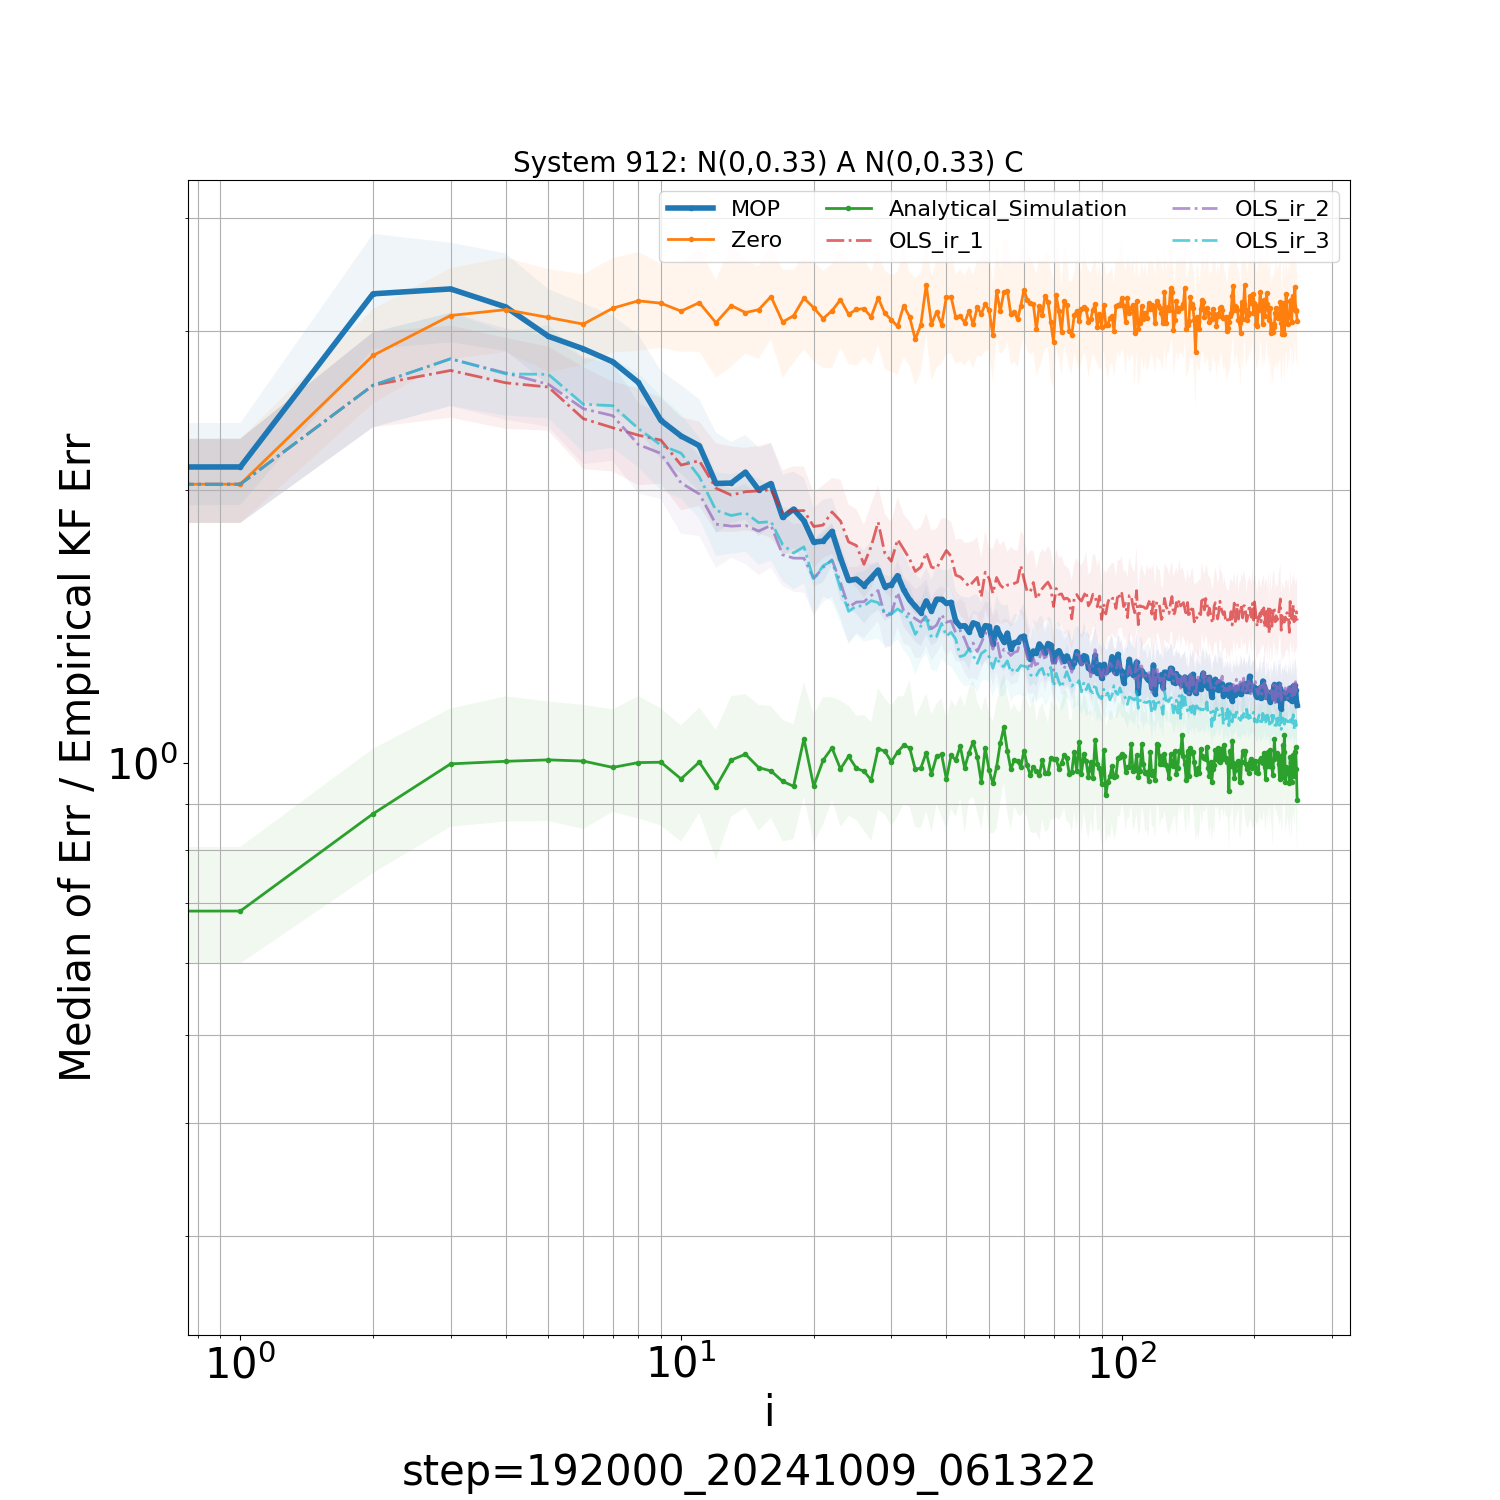 System 912: N(0,0.33) A N(0,0.33) C
MOP
Zero
Analytical_Simulation
OLS_ir_1
OLS_ir_2
OLS_ir_3
Median of Err / Empirical KF Err
10⁰
10⁰
10¹
10²
i
step=192000_20241009_061322